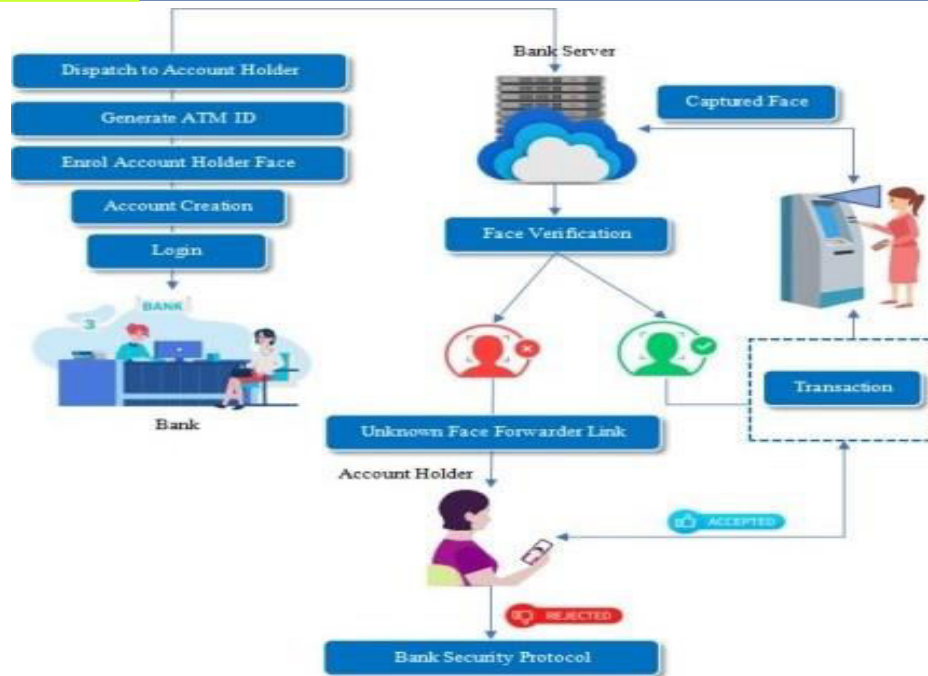 Bank Server
Dispatch to Account Holder
Captured Face
Generate ATM ID
Enrol Account Holder Face
Account Creation
Face Verification
Login
BANK
3
Transaction
Bank
Unknown Face Forwarder Link
Account Holder
ACCEPTED
REJECTED
Bank Security Protocol